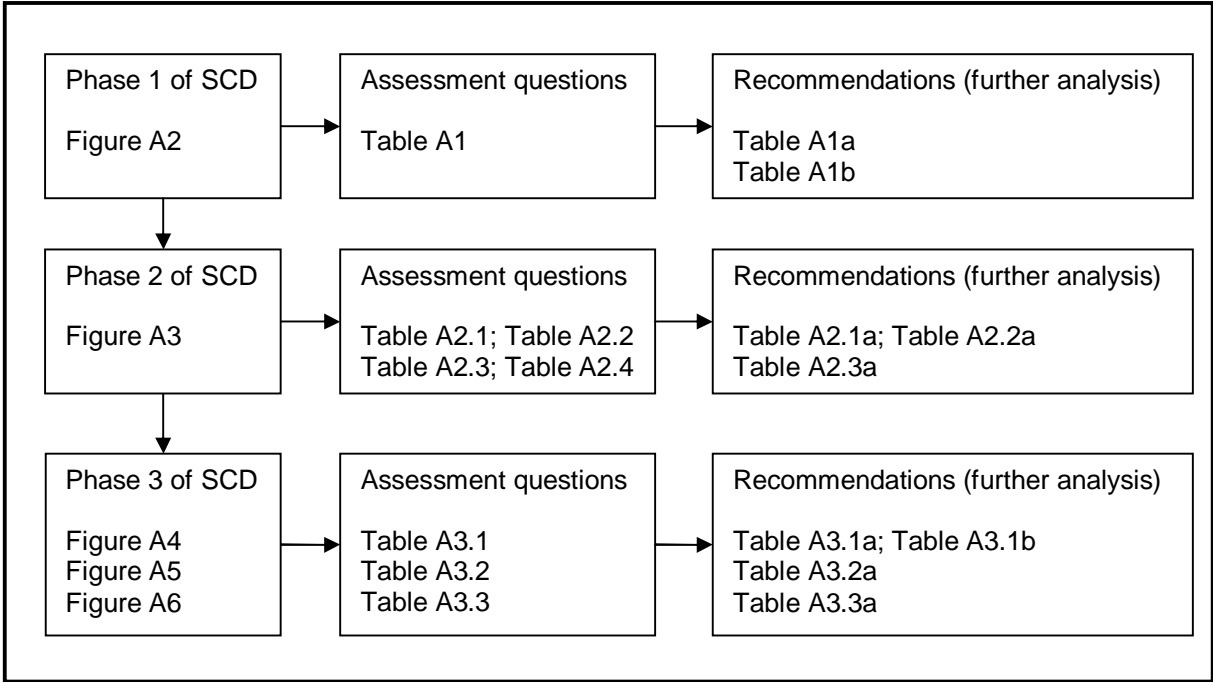 Phase 1 of SCD
Figure A2
Assessment questions
Table A1
Recommendations (further analysis)
Table A1a
Table A1b
Phase 2 of SCD
Figure A3
Assessment questions
Table A2.1; Table A2.2
Table A2.3; Table A2.4
Recommendations (further analysis)
Table A2.1a; Table A2.2a
Table A2.3a
Phase 3 of SCD
Figure A4
Figure A5
Figure A6
Assessment questions
Table A3.1
Table A3.2
Table A3.3
Recommendations (further analysis)
Table A3.1a; Table A3.1b
Table A3.2a
Table A3.3a